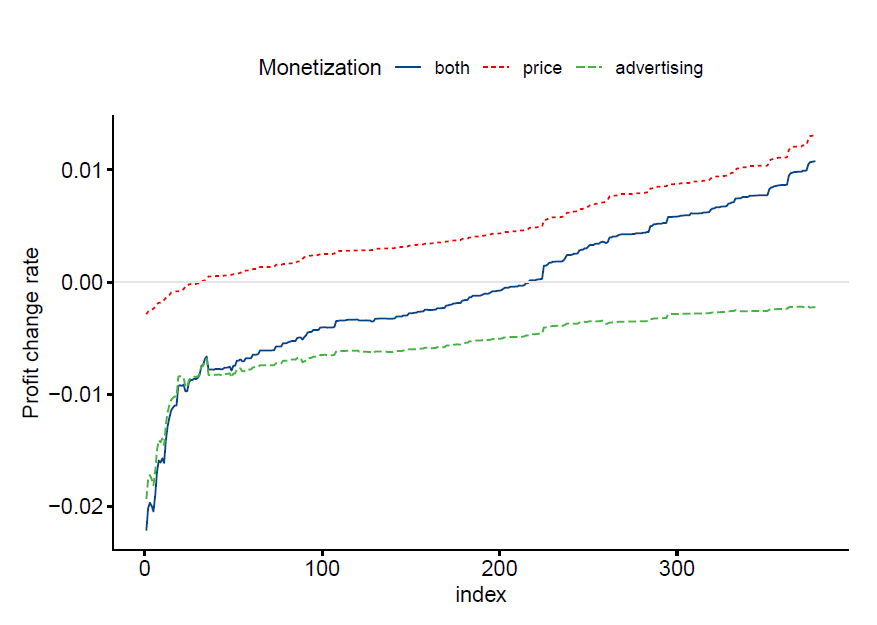 Monetization both price advertising
Profit change rate
0.01
0.00
−0.01
−0.02
0 100 200 300
index